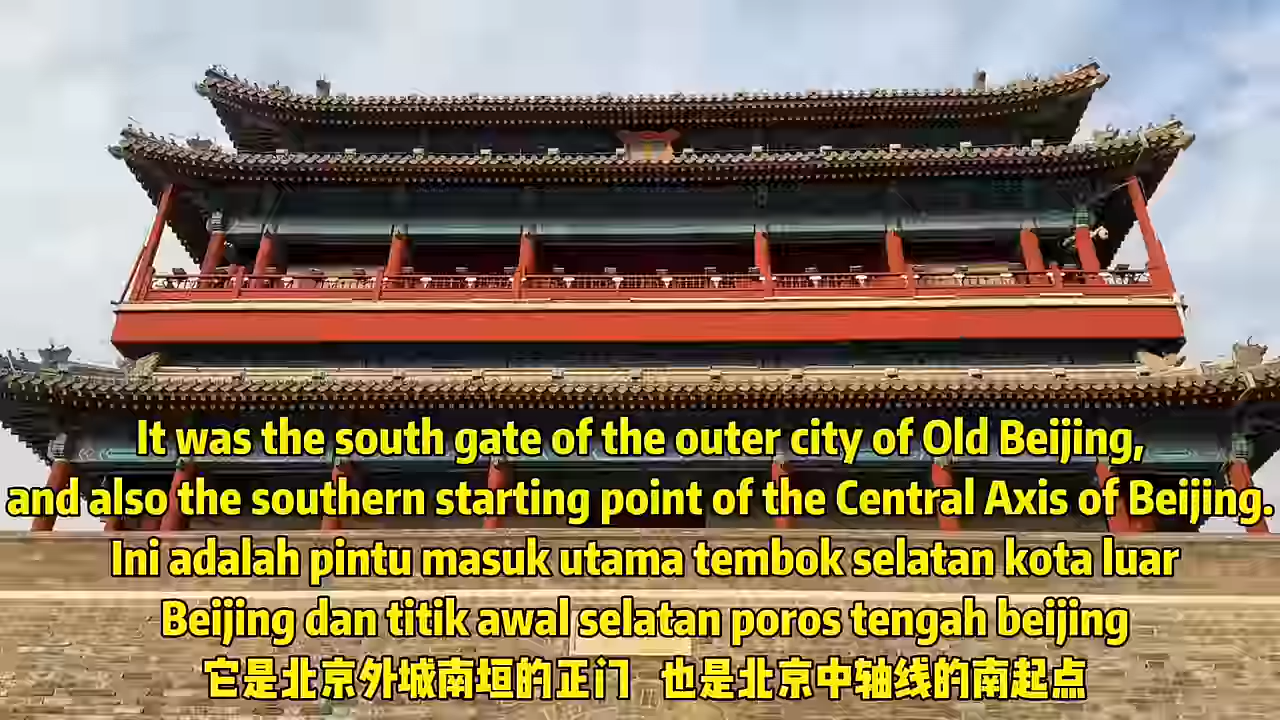 It was the south gate of the outer city of Old Beijing,
and also the southern starting point of the Central Axis of Beijing.
Ini adalah pintu masuk utama tembok selatan kota luar
Beijing dan titik awal selatan poros tengah beijing
它是北京外城南垣的正门 也是北京中轴线的南起点